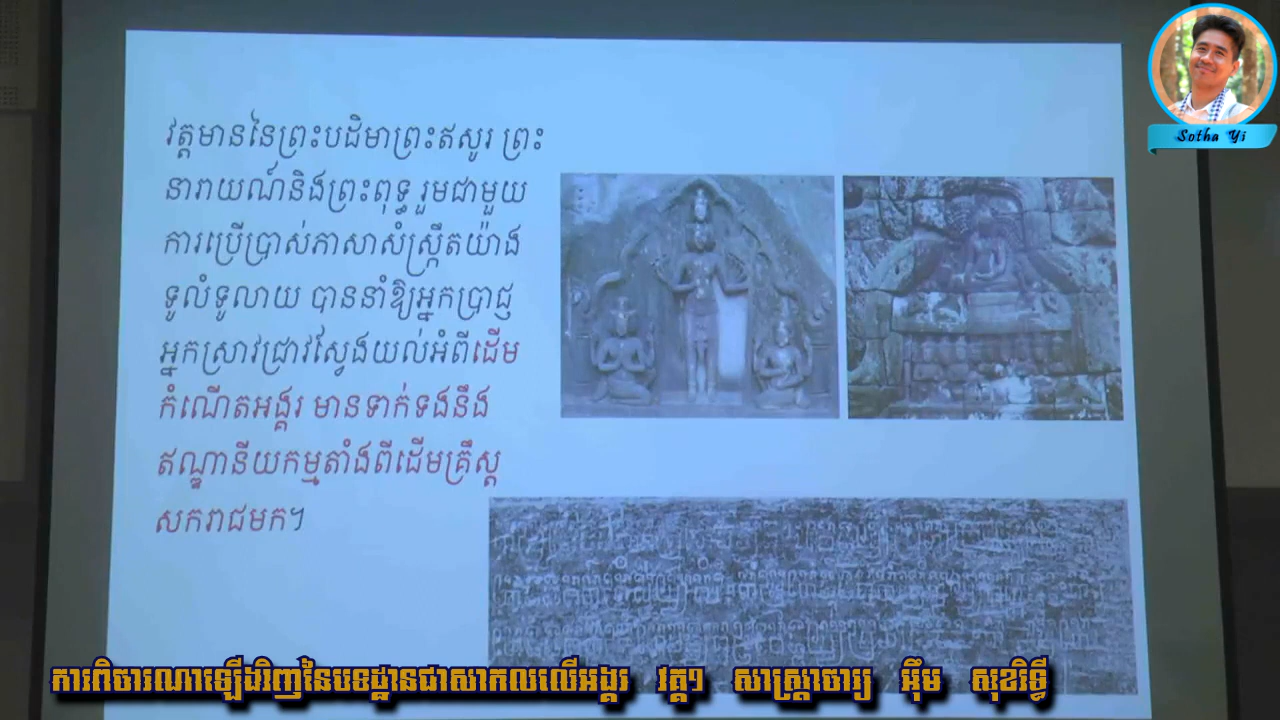 វត្តមាននៃព្រះបដិមាព្រះឥសូរ ព្រះ
នារាយណ៍និងព្រះពុទ្ធ រួមជាមួយ
ការប្រើប្រាស់ភាសាសំស្ក្រឹតយ៉ាង
ទូលំទូលាយ បាននាំឱ្យអ្នកប្រាជ្ញ
អ្នកស្រាវជ្រាវស្វែងយល់អំពីដើម
កំណើតអង្គរ មានទាក់ទងនឹង
ឥណ្ឌានីយកម្មតាំងពីដើមគ្រឹស្ត
សករាជមក។
Sotha Yi
ការពិចារណាឡើងវិញនៃបទដ្ឋានជាសាកលលើអង្គរ វគ្គ១ សាស្ត្រាចារ្យ អ៊ឹម សុខរិទ្ធី